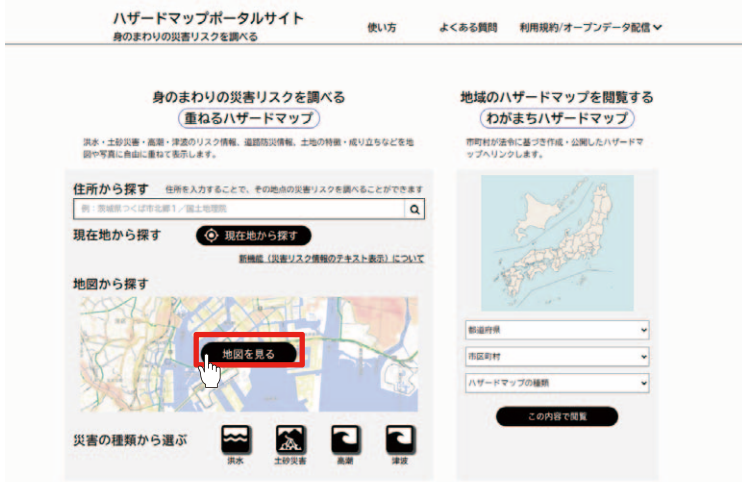 ハザードマップポータルサイト
身のまわりの災害リスクを調べる
使い方
よくある質問
利用規約/オープンデータ配信
身のまわりの災害リスクを調べる
重ねるハザードマップ
洪水・土砂災害・高潮・津波のリスク情報、道路防災情報、土地の特徴・成り立ちなどを地
図や写真に自由に重ねて表示します。
住所から探す 住所を入力することで、その地点の災害リスクを調べることができます
例:茨城県つくば市北郷1/国土地理院
現在地から探す
現在地から探す
新機能(災害リスク情報のテキスト表示)について
地図から探す
地図を見る
災害の種類から選ぶ
洪水
土砂災害
高潮
津波
地域のハザードマップを閲覧する
わがまちハザードマップ
市町村が法令に基づき作成・公開したハザードマ
ップへリンクします。
都道府県
市区町村
ハザードマップの種類
この内容で閲覧